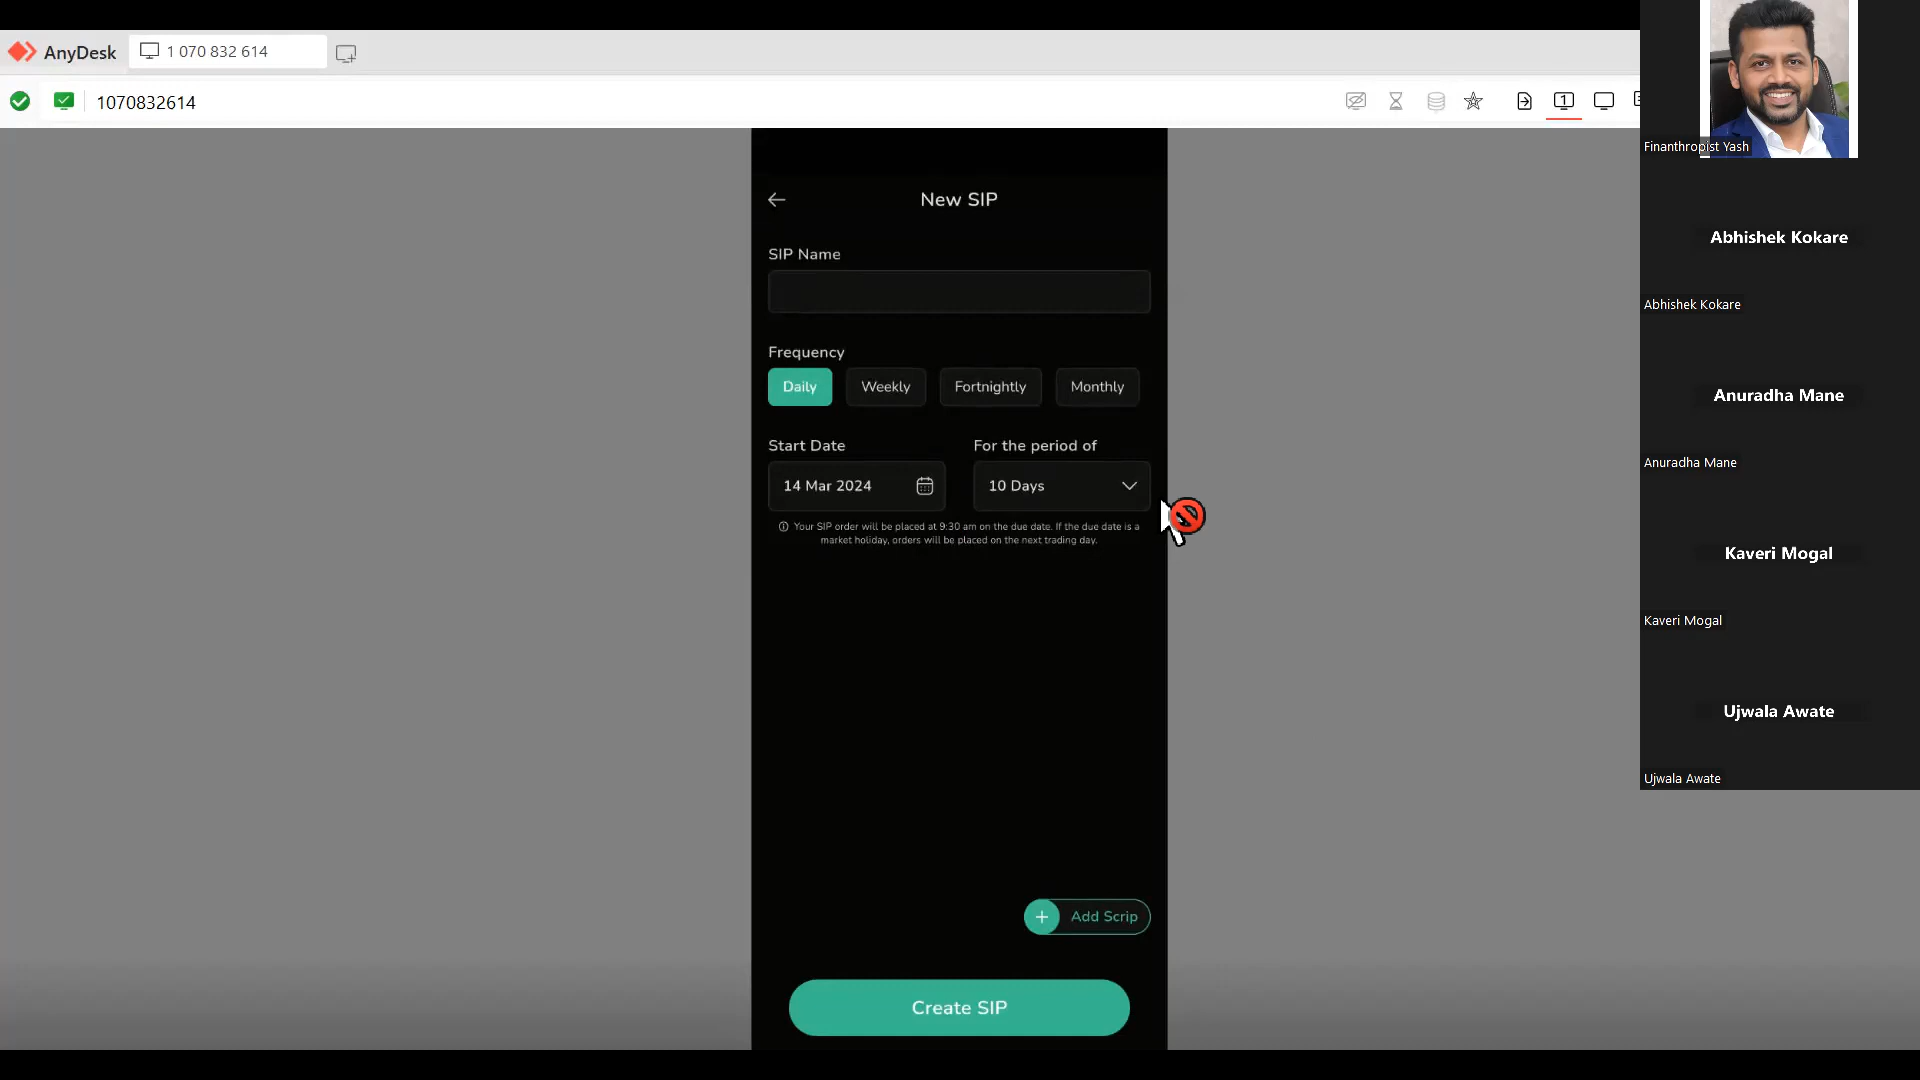 AnyDesk
1 070 832 614
1070832614
1
New SIP
SIP Name
Frequency
Daily
Weekly
Fortnightly
Monthly
Start Date
For the period of
14 Mar 2024
10 Days
Your SIP order will be placed at 9:30 am on the due date. If the due date is a
market holiday, orders will be placed on the next trading day.
+ Add Scrip
Create SIP
Finanthropist Yash
Abhishek Kokare
Abhishek Kokare
Anuradha Mane
Anuradha Mane
Kaveri Mogal
Kaveri Mogal
Ujwala Awate
Ujwala Awate